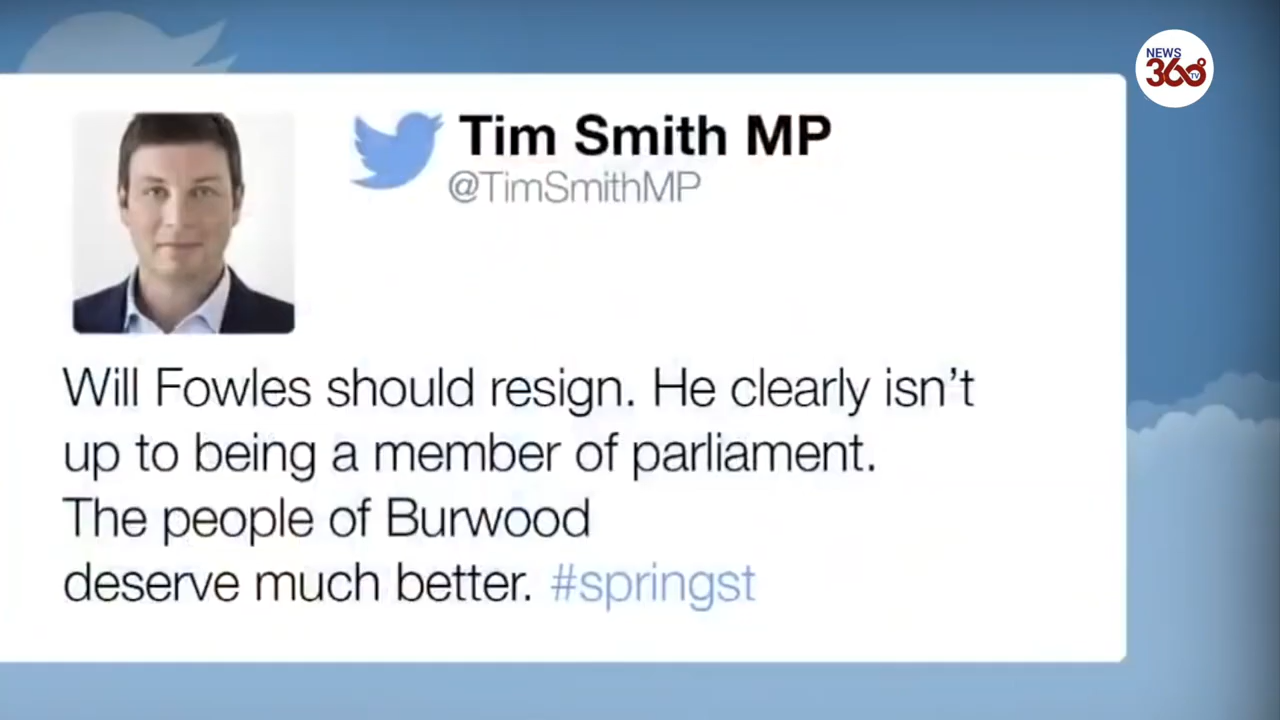 NEWS
360°
TV
Tim Smith MP
@TimSmithMP
Will Fowles should resign. He clearly isn’t
up to being a member of parliament.
The people of Burwood
deserve much better. #springst